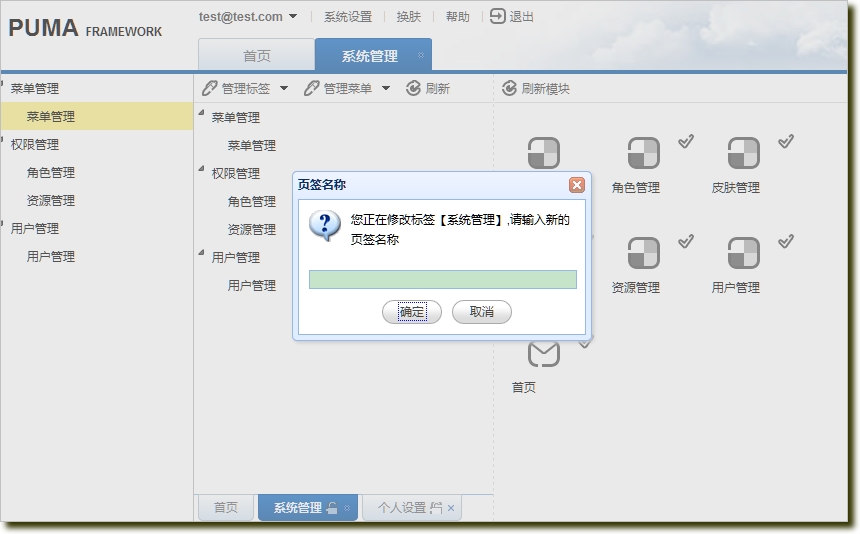 PUMA FRAMEWORK
test@test.com 系统设置 换肤 帮助 退出
首页 系统管理
菜单管理
菜单管理
权限管理
角色管理
资源管理
用户管理
用户管理
管理标签 管理菜单 刷新
菜单管理
菜单管理
权限管理
角色管理
资源管理
用户管理
用户管理
刷新模块
角色管理 皮肤管理
资源管理 用户管理
首页
页签名称
您正在修改标签【系统管理】,请输入新的
页签名称
确定 取消
首页 系统管理 个人设置